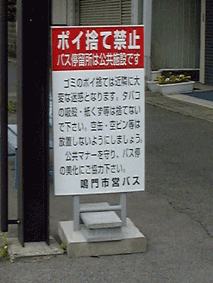 ポイ捨て禁止
バス停留所は公共施設です
ゴミのポイ捨ては近隣に大
変な迷惑となります。タバコ
の吸殻・紙くず等は捨てない
で下さい。空缶・空ビン等は
放置しないようにしましょう。
公共マナーを守り、バス停
の美化にご協力下さい。
鳴門市営バス